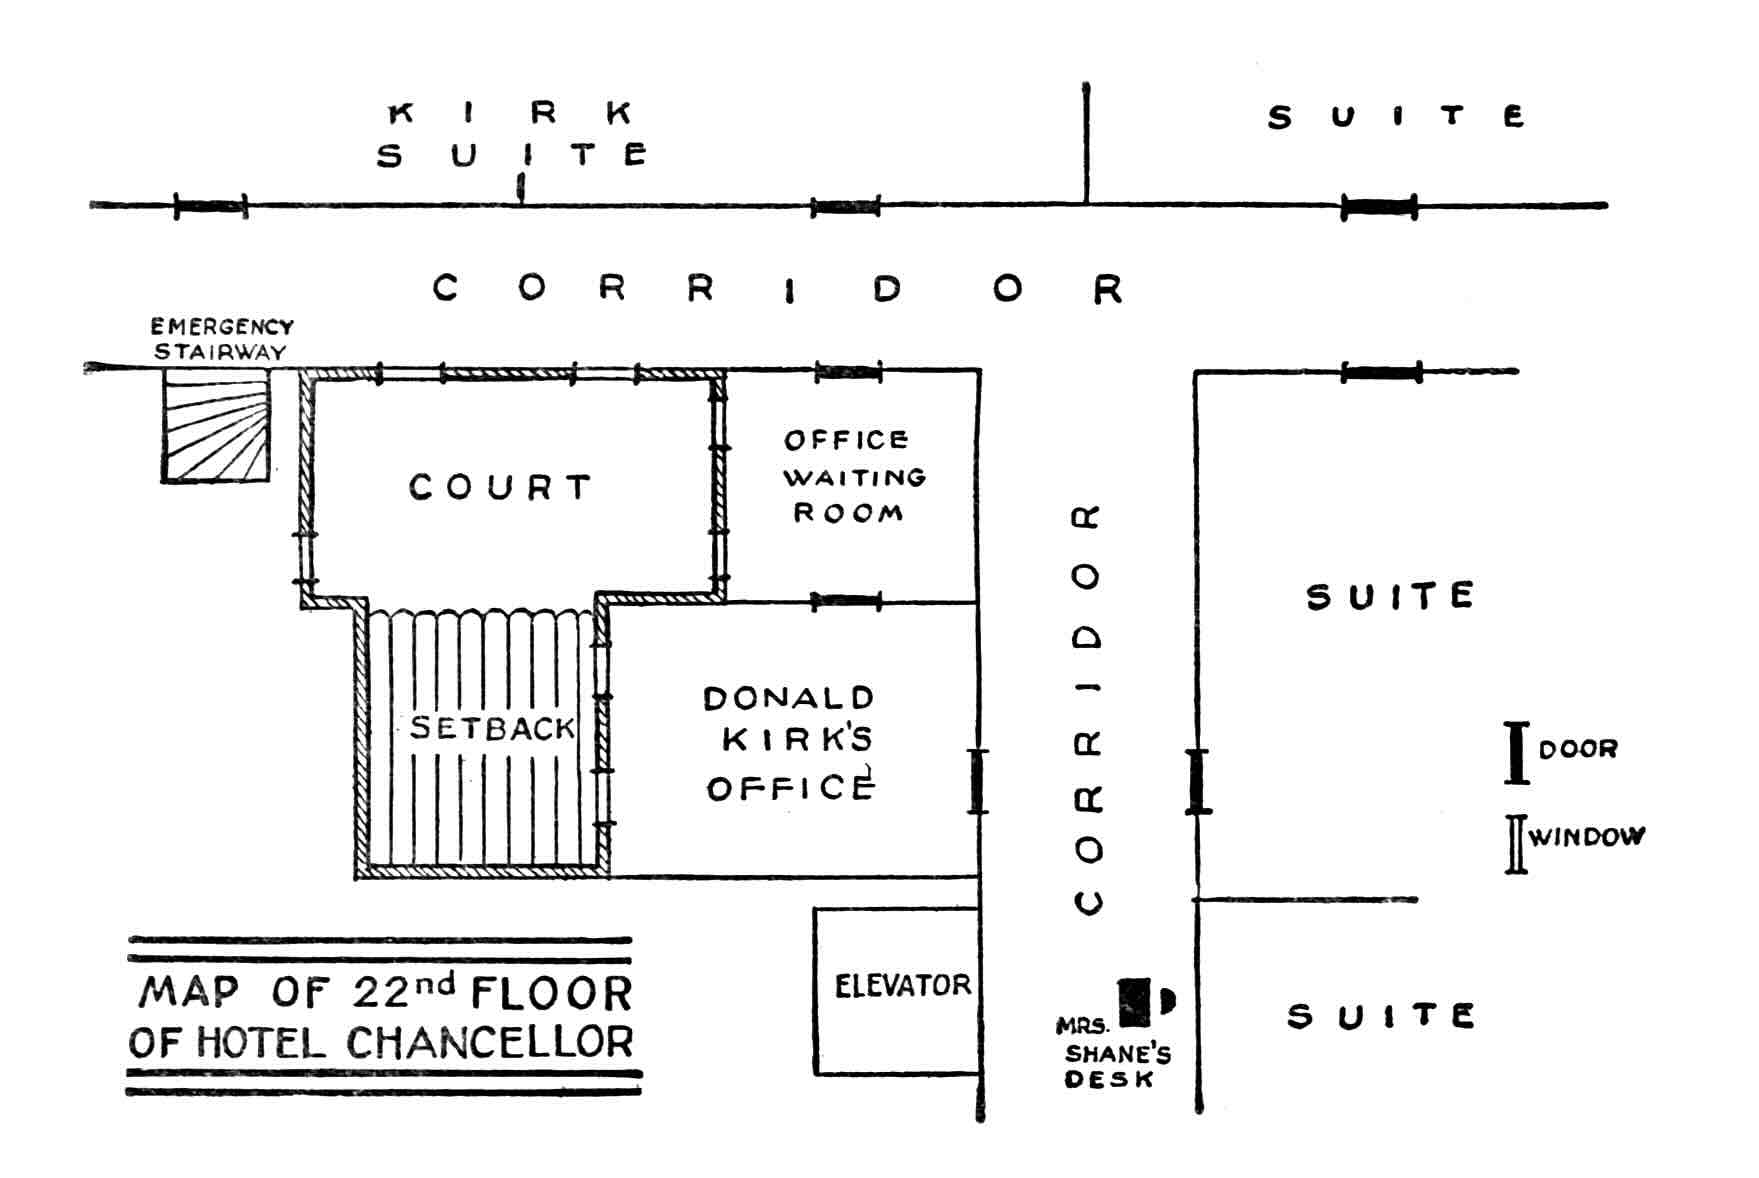 KIRK
SUITE
SUITE
CORRIDOR
EMERGENCY
STAIRWAY
COURT
OFFICE
WAITING
ROOM
CORRIDOR
SUITE
SETBACK
DONALD
KIRK'S
OFFICE
DOOR
WINDOW
ELEVATOR
MRS.
SHANE'S
DESK
SUITE
MAP OF 22nd FLOOR
OF HOTEL CHANCELLOR